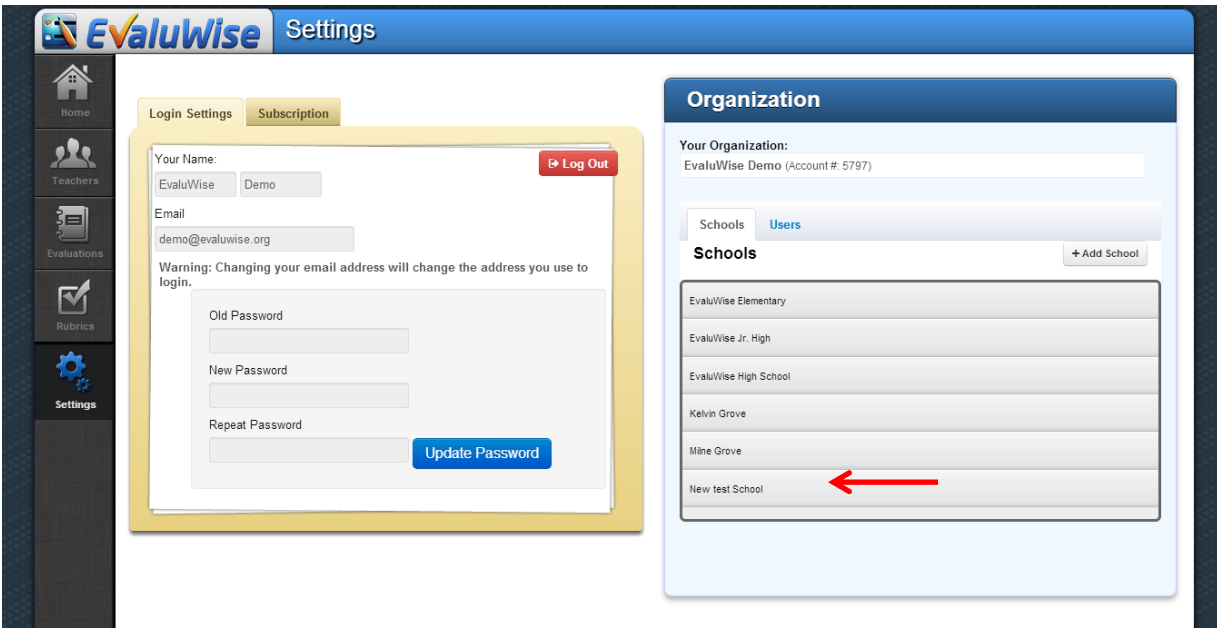 EvaluWise
Settings
Home
Teachers
Evaluations
Rubrics
Settings
Login Settings
Subscription
Your Name:
Log Out
EvaluWise
Demo
Email
demo@evaluwise.org
Warning: Changing your email address will change the address you use to
login.
Old Password
New Password
Repeat Password
Update Password
Organization
Your Organization:
EvaluWise Demo (Account #: 5797)
Schools
Users
Schools
+ Add School
EvaluWise Elementary
EvaluWise Jr. High
EvaluWise High School
Kelvin Grove
Milne Grove
New test School